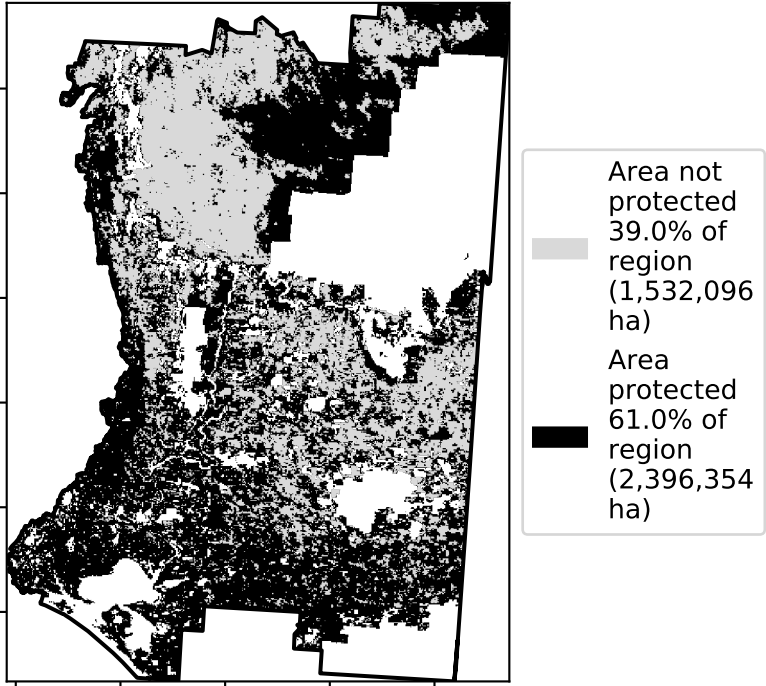 Area not
protected
39.0% of
region
(1,532,096
ha)
Area
protected
61.0% of
region
(2,396,354
ha)